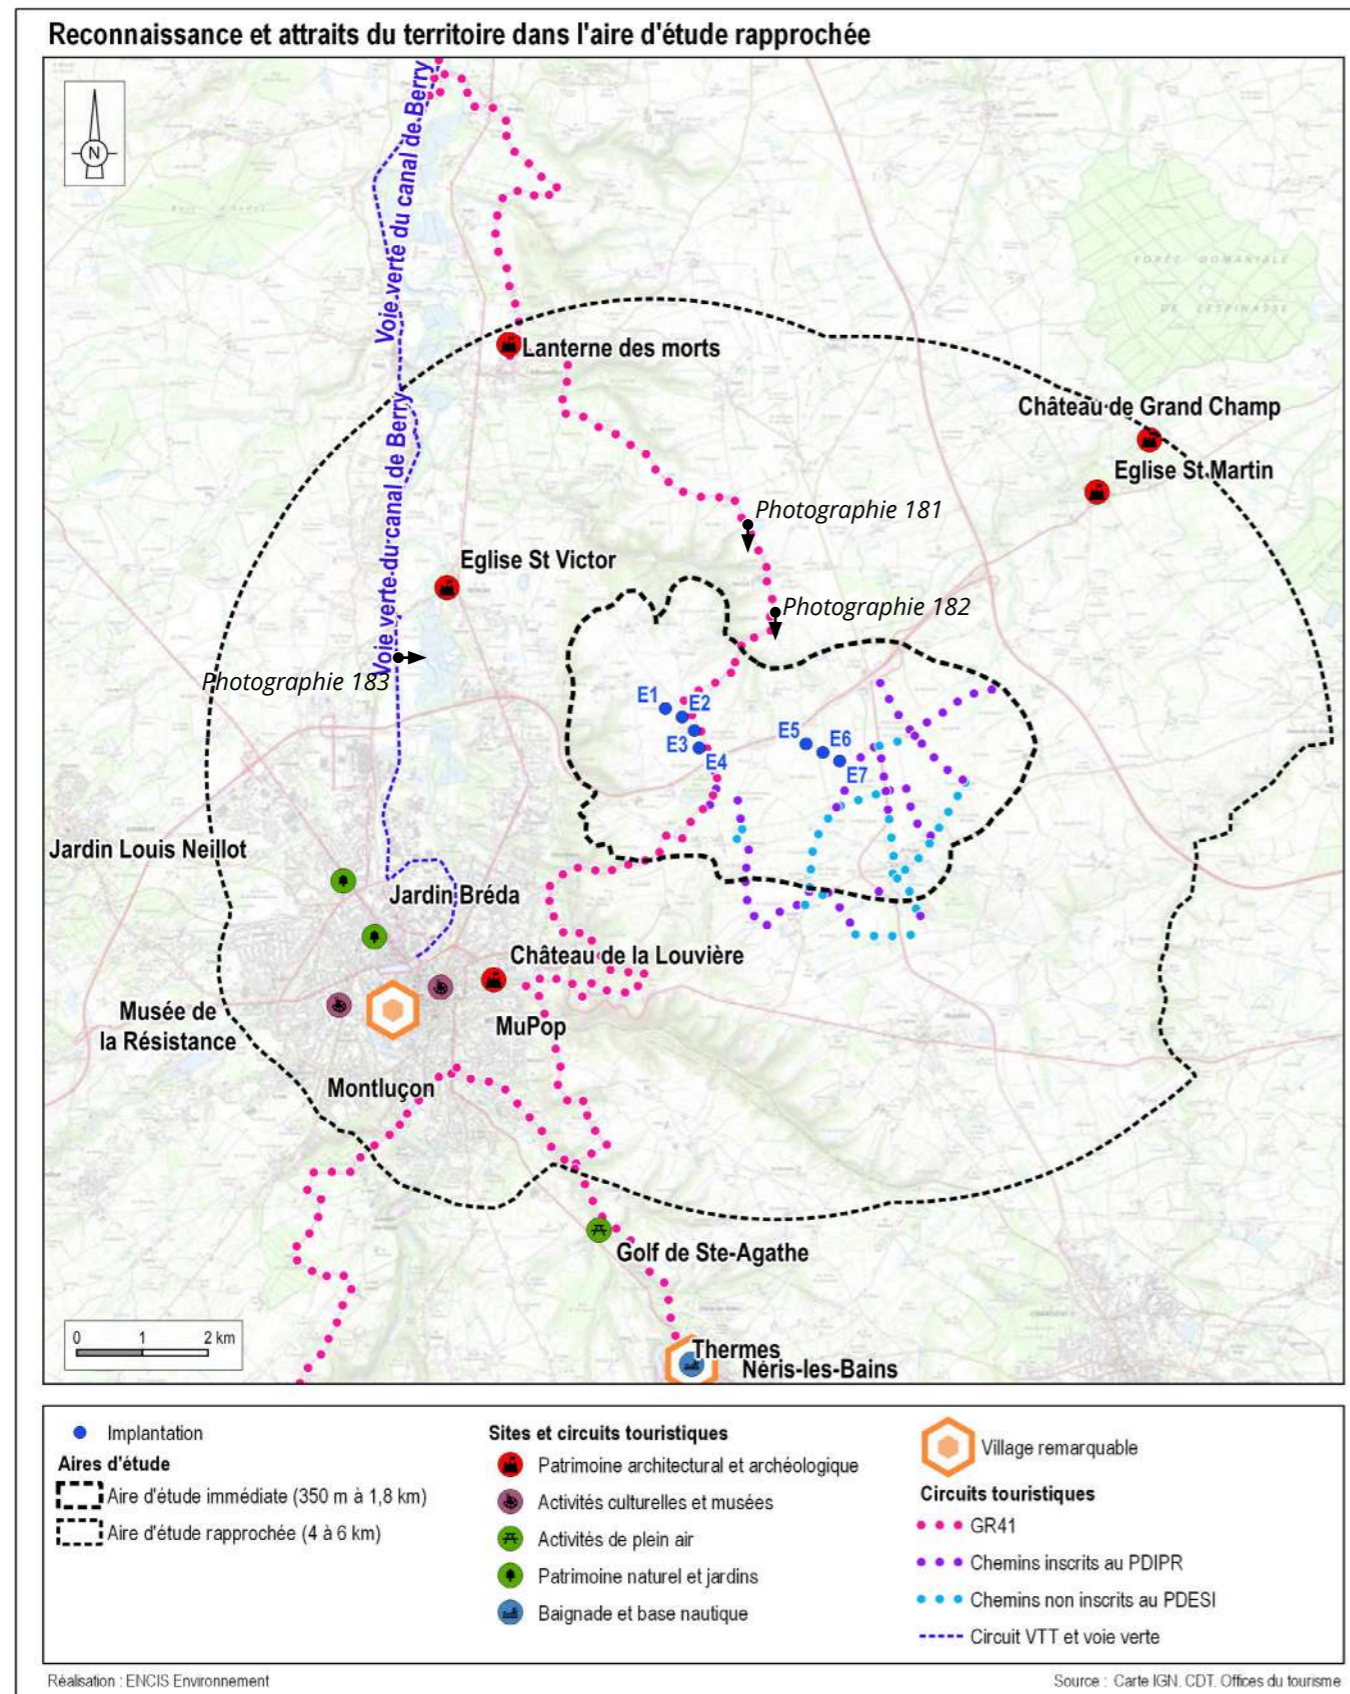 Reconnaissance et attraits du territoire dans l'aire d'étude rapprochée
N
Voie verte du canal de Berry
FORÊT DOMANIALE
DE LESPINASSE
Lanterne des morts
Château de Grand Champ
Eglise St Martin
Voie verte du canal de Berry
Photographie 181
Eglise St Victor
Photographie 182
Voie verte du canal de Berry
Photographie 183
E1
E2
E3
E4
E5
E6
E7
Jardin Louis Neillot
Jardin Bréda
Château de la Louvière
Musée de
la Résistance
MuPop
Montluçon
Golf de Ste-Agathe
Thermes
Néris-les-Bains
0 1 2 km
Implantation
Aires d'étude
Aire d'étude immédiate (350 m à 1,8 km)
Aire d'étude rapprochée (4 à 6 km)
Sites et circuits touristiques
Patrimoine architectural et archéologique
Activités culturelles et musées
Activités de plein air
Patrimoine naturel et jardins
Baignade et base nautique
Village remarquable
Circuits touristiques
GR41
Chemins inscrits au PDIPR
Chemins non inscrits au PDESI
Circuit VTT et voie verte
Réalisation : ENCIS Environnement
Source : Carte IGN. CDT. Offices du tourisme